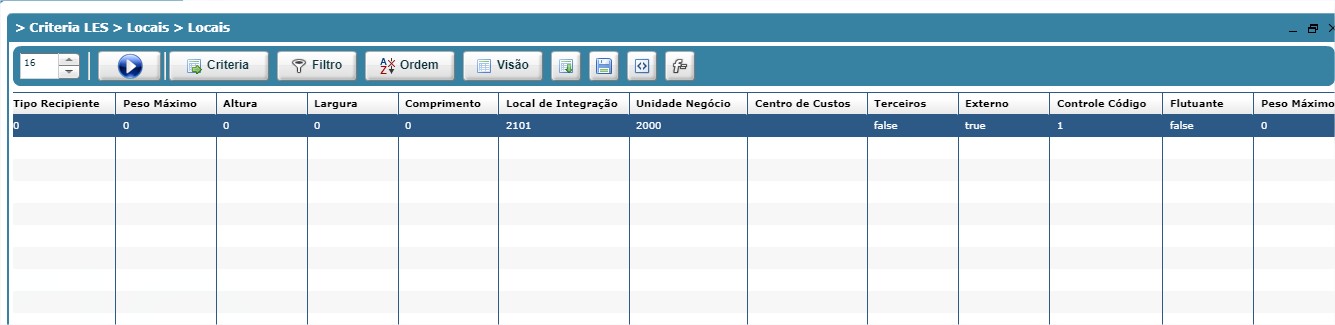 > Criteria LES > Locais > Locais
16 Criteria Filtro Ordem Visão
Tipo Recipiente Peso Máximo Altura Largura Comprimento Local de Integração Unidade Negócio Centro de Custos Terceiros Externo Controle Código Flutuante Peso Máximo
0 0 0 0 0 2101 2000 false true 1 false 0